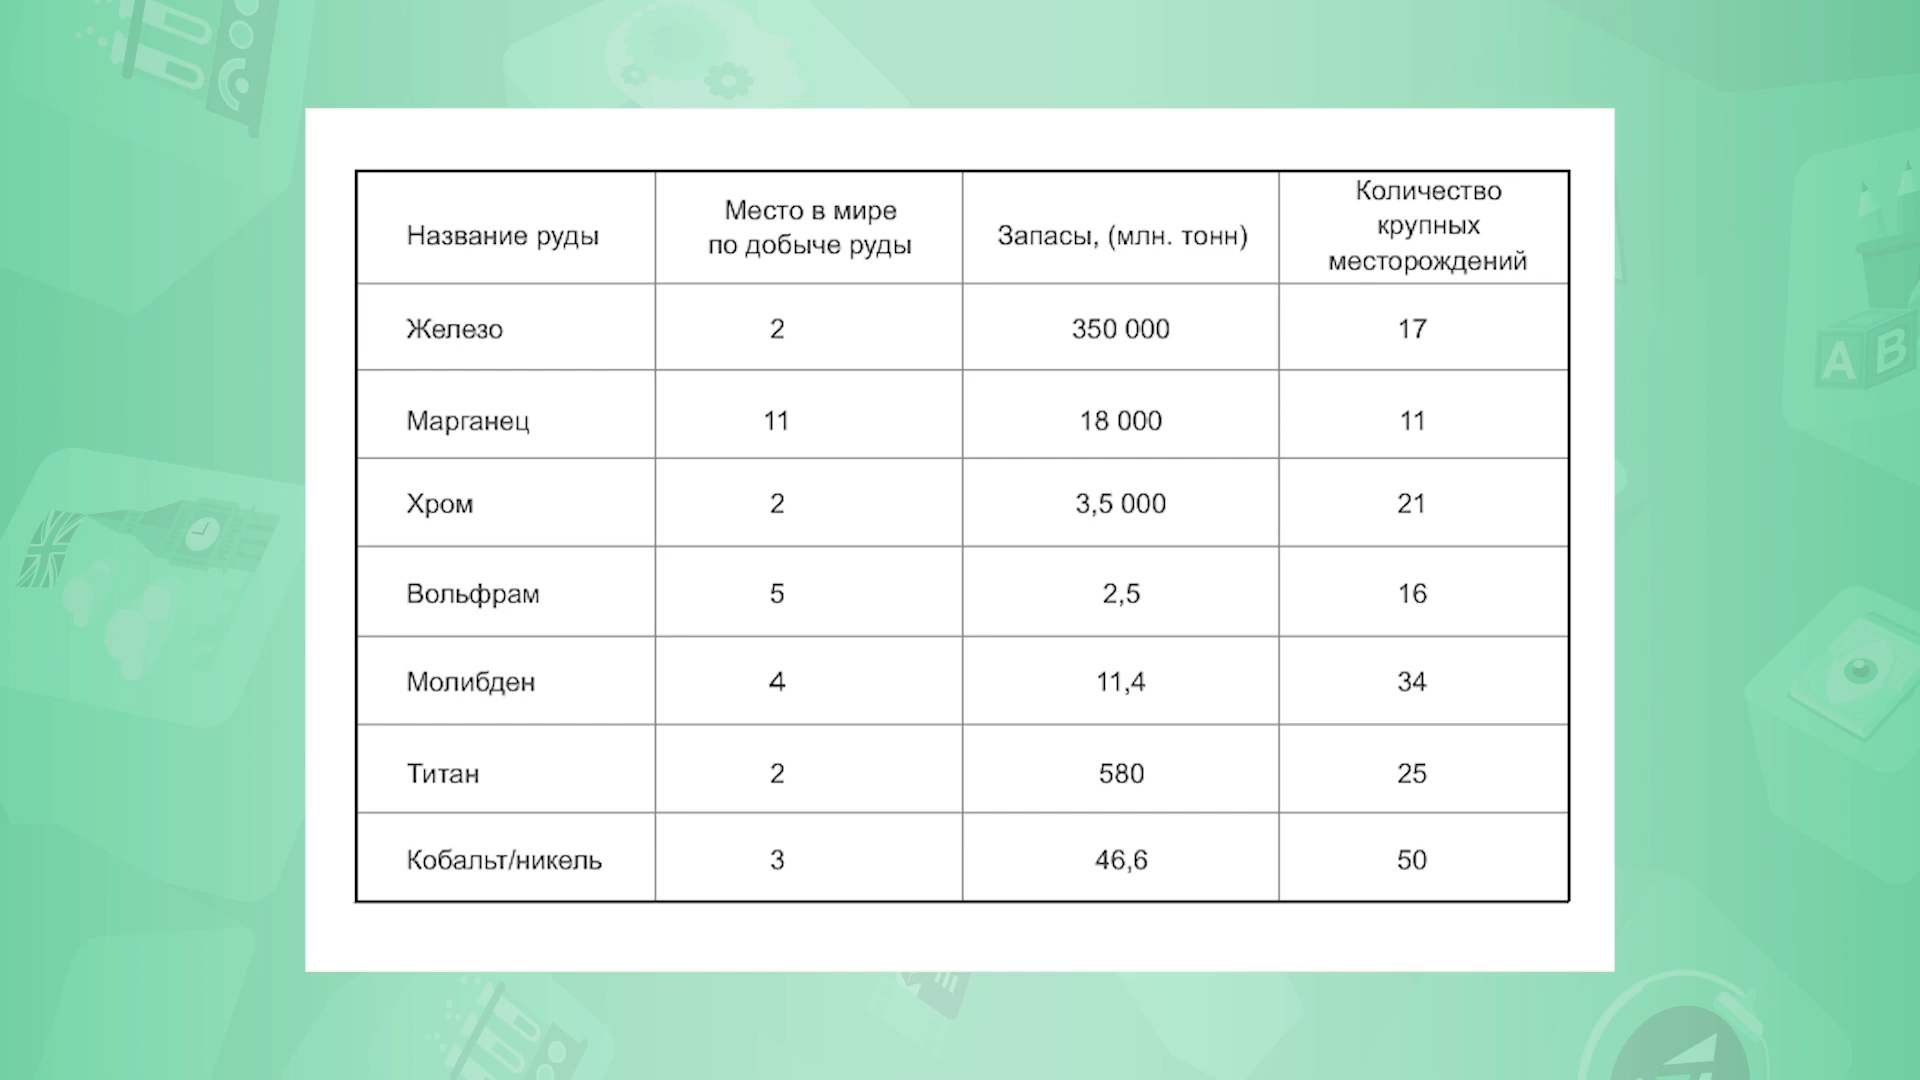 Название руды
Место в мире
по добыче руды
Запасы, (млн. тонн)
Количество
крупных
месторождений
Железо 2 350 000 17
Марганец 11 18 000 11
Хром 2 3,5 000 21
Вольфрам 5 2,5 16
Молибден 4 11,4 34
Титан 2 580 25
Кобальт/никель 3 46,6 50
A B